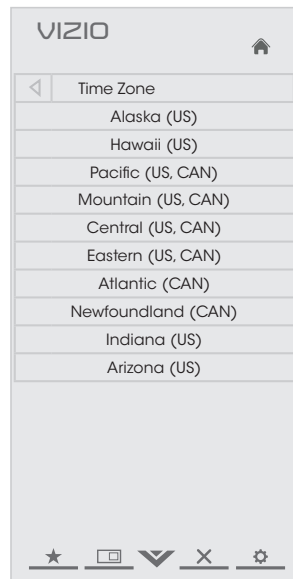 VIZIO
Time Zone
Alaska (US)
Hawaii (US)
Pacific (US, CAN)
Mountain (US, CAN)
Central (US, CAN)
Eastern (US, CAN)
Atlantic (CAN)
Newfoundland (CAN)
Indiana (US)
Arizona (US)